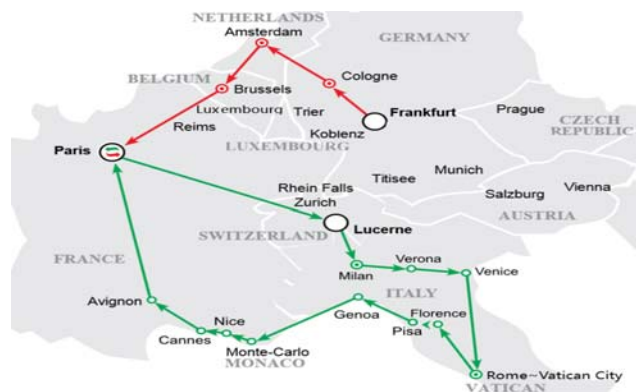 NETHERLANDS
Amsterdam
GERMANY
BELGIUM
Cologne
Brussels
Luxembourg
Trier
Frankfurt
Prague
Reims
Koblenz
CZECH
REPUBLIC
Paris
LUXEMBOURG
Titisee
Munich
Rhein Falls
Zurich
Salzburg
Vienna
SWITZERLAND
Lucerne
AUSTRIA
FRANCE
Milan
Verona
Venice
ITALY
Avignon
Genoa
Florence
Pisa
Nice
Cannes
Monte-Carlo
MONACO
Rome~Vatican City
VATICAN